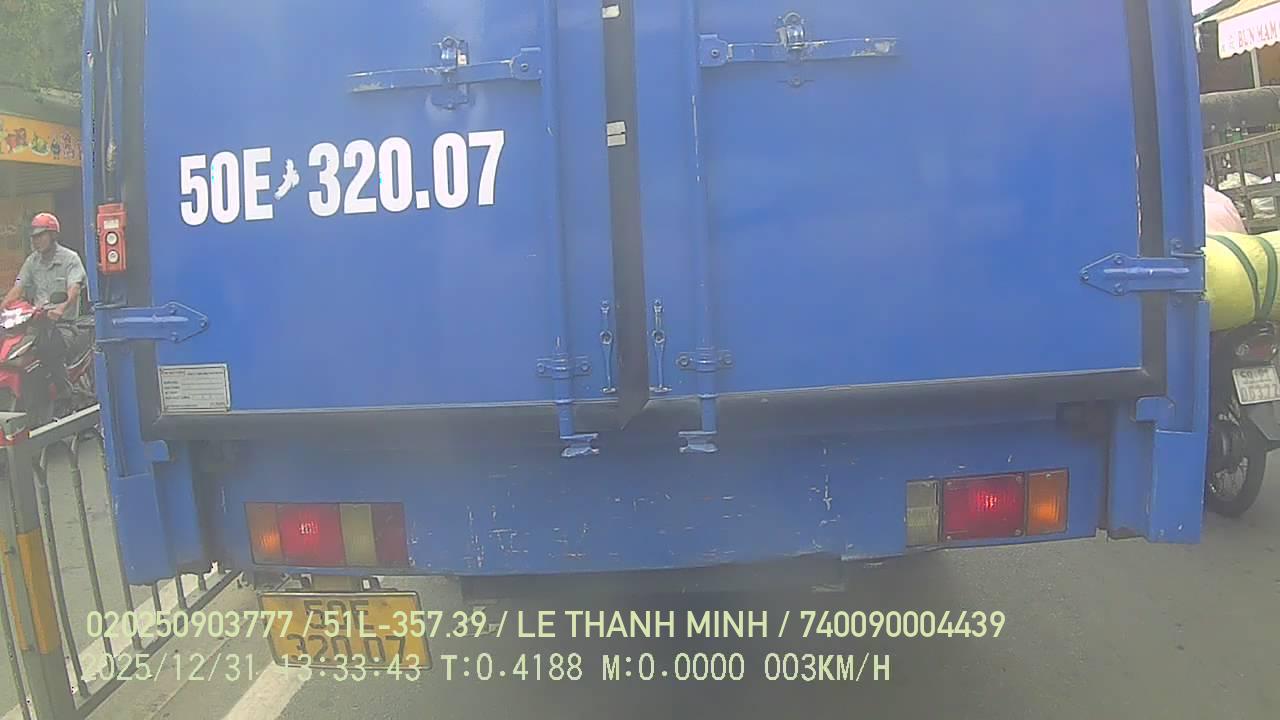 BUN MAM
50E-320.07
50E
320.07
020250903777 / 51L-357.39 / LE THANH MINH / 740090004439
2025/12/31 13:33:43 T:0.4188 M:0.0000 003KM/H